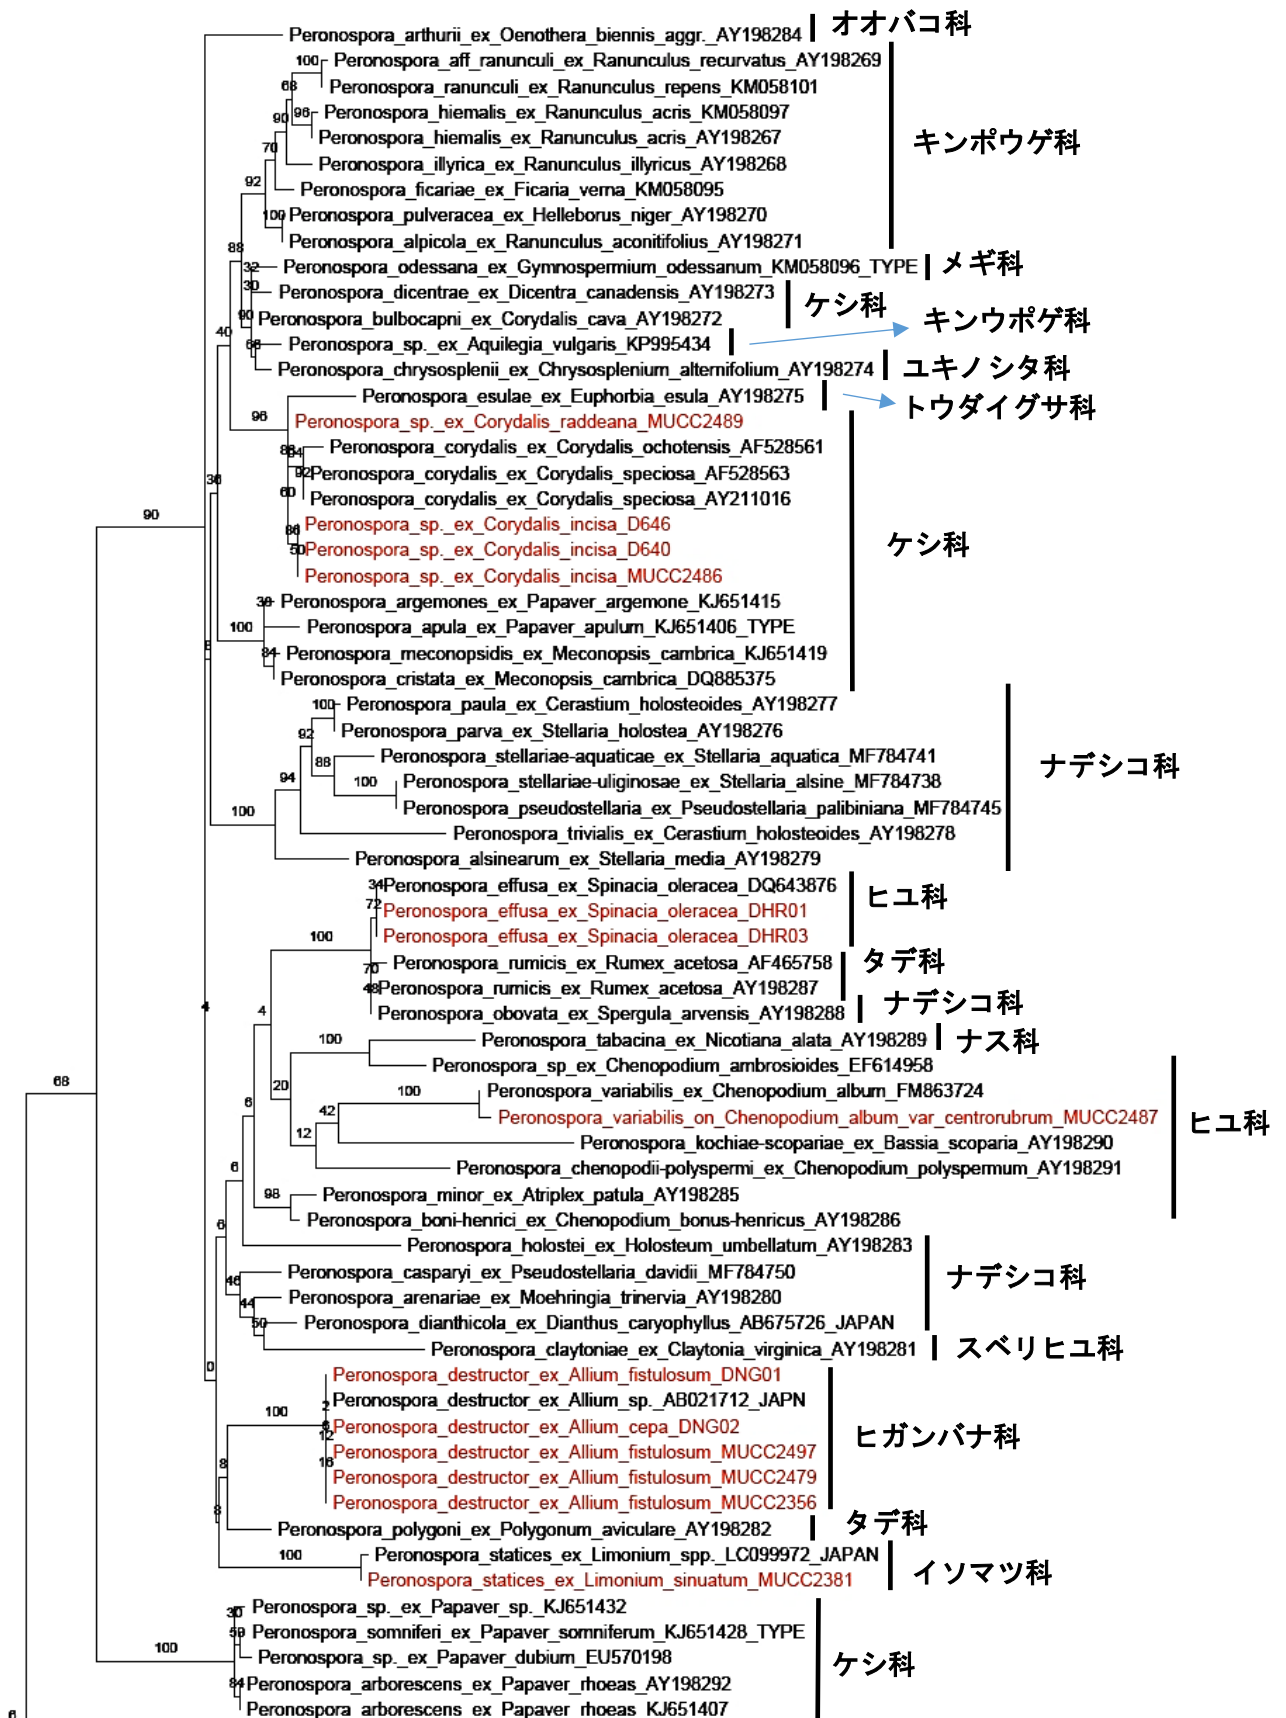 Peronospora_arthurii_ex_Oenothera_biennis_aggr._AY198284 オオバコ科
100 Peronospora_aff_ranunculi_ex_Ranunculus_recurvatus_AY198269
68 Peronospora_ranunculi_ex_Ranunculus_repens_KM058101
96 Peronospora_hiemalis_ex_Ranunculus_acris_KM058097
90 Peronospora_hiemalis_ex_Ranunculus_acris_AY198267 キンポウゲ科
70 Peronospora_illyrica_ex_Ranunculus_illyricus_AY198268
92 Peronospora_ficariae_ex_Ficaria_verna_KM058095
100 Peronospora_pulveracea_ex_Helleborus_niger_AY198270
Peronospora_alpicola_ex_Ranunculus_aconitifolius_AY198271
88
32 Peronospora_odessana_ex_Gymnospermium_odessanum_KM058096_TYPE メギ科
30 Peronospora_dicentrae_ex_Dicentra_canadensis_AY198273 ケシ科
90 Peronospora_bulbocapni_ex_Corydalis_cava_AY198272 キンウポゲ科
40
Peronospora_sp._ex_Aquilegia_vulgaris_KP995434
Peronospora_chrysosplenii_ex_Chrysosplenium_alternifolium_AY198274 ユキノシタ科
Peronospora_esulae_ex_Euphorbia_esula_AY198275 トウダイグサ科
96 Peronospora_sp._ex_Corydalis_raddeana_MUCC2489
Peronospora_corydalis_ex_Corydalis_ochotensis_AF528561
36 92 Peronospora_corydalis_ex_Corydalis_speciosa_AF528563
60 Peronospora_corydalis_ex_Corydalis_speciosa_AY211016
90 86 Peronospora_sp._ex_Corydalis_incisa_D646 ケシ科
50 Peronospora_sp._ex_Corydalis_incisa_D640
Peronospora_sp._ex_Corydalis_incisa_MUCC2486
38 Peronospora_argemones_ex_Papaver_argemone_KJ651415
100 Peronospora_apula_ex_Papaver_apulum_KJ651406_TYPE
8 84 Peronospora_meconopsidis_ex_Meconopsis_cambrica_KJ651419
Peronospora_cristata_ex_Meconopsis_cambrica_DQ885375
100 Peronospora_paula_ex_Cerastium_holosteoides_AY198277
92 Peronospora_parva_ex_Stellaria_holostea_AY198276
88 Peronospora_stellariae-aquaticae_ex_Stellaria_aquatica_MF784741 ナデシコ科
94 100 Peronospora_stellariae-uliginosae_ex_Stellaria_alsine_MF784738
100 Peronospora_pseudostellaria_ex_Pseudostellaria_palibiniana_MF784745
Peronospora_trivialis_ex_Cerastium_holosteoides_AY198278
Peronospora_alsinearum_ex_Stellaria_media_AY198279
34 Peronospora_effusa_ex_Spinacia_oleracea_DQ643876 ヒユ科
72 Peronospora_effusa_ex_Spinacia_oleracea_DHR01
100 Peronospora_effusa_ex_Spinacia_oleracea_DHR03
70 Peronospora_rumicis_ex_Rumex_acetosa_AF465758 タデ科
48 Peronospora_rumicis_ex_Rumex_acetosa_AY198287
4 4 Peronospora_obovata_ex_Spergula_arvensis_AY198288 ナデシコ科
100 Peronospora_tabacina_ex_Nicotiana_alata_AY198289 ナス科
Peronospora_sp_ex_Chenopodium_ambrosioides_EF614958
68 20 100 Peronospora_variabilis_ex_Chenopodium_album_FM863724
6 42 Peronospora_variabilis_on_Chenopodium_album_var_centrorubrum_MUCC2487 ヒユ科
12 Peronospora_kochiae-scopariae_ex_Bassia_scoparia_AY198290
6 Peronospora_chenopodii-polyspermi_ex_Chenopodium_polyspermum_AY198291
98 Peronospora_minor_ex_Atriplex_patula_AY198285
6 Peronospora_boni-henrici_ex_Chenopodium_bonus-henricus_AY198286
Peronospora_holostei_ex_Holosteum_umbellatum_AY198283
46 Peronospora_casparyi_ex_Pseudostellaria_davidii_MF784750 ナデシコ科
44 Peronospora_arenariae_ex_Moehringia_trinervia_AY198280
50 Peronospora_dianthicola_ex_Dianthus_caryophyllus_AB675726_JAPAN
Peronospora_claytoniae_ex_Claytonia_virginica_AY198281 スベリヒユ科
0 Peronospora_destructor_ex_Allium_fistulosum_DNG01
2 Peronospora_destructor_ex_Allium_sp._AB021712_JAPN
100 Peronospora_destructor_ex_Allium_cepa_DNG02 ヒガンバナ科
12
8 16 Peronospora_destructor_ex_Allium_fistulosum_MUCC2497
Peronospora_destructor_ex_Allium_fistulosum_MUCC2479
8 Peronospora_destructor_ex_Allium_fistulosum_MUCC2356
Peronospora_polygoni_ex_Polygonum_aviculare_AY198282 タデ科
100 Peronospora_statices_ex_Limonium_spp._LC099972_JAPAN イソマツ科
Peronospora_statices_ex_Limonium_sinuatum_MUCC2381
30 Peronospora_sp._ex_Papaver_sp._KJ651432
59 Peronospora_somniferi_ex_Papaver_somniferum_KJ651428_TYPE
100 Peronospora_sp._ex_Papaver_dubium_EU570198 ケシ科
84 Peronospora_arborescens_ex_Papaver_rhoeas_AY198292
6 Peronospora_arborescens_ex_Papaver_rhoeas_KJ651407